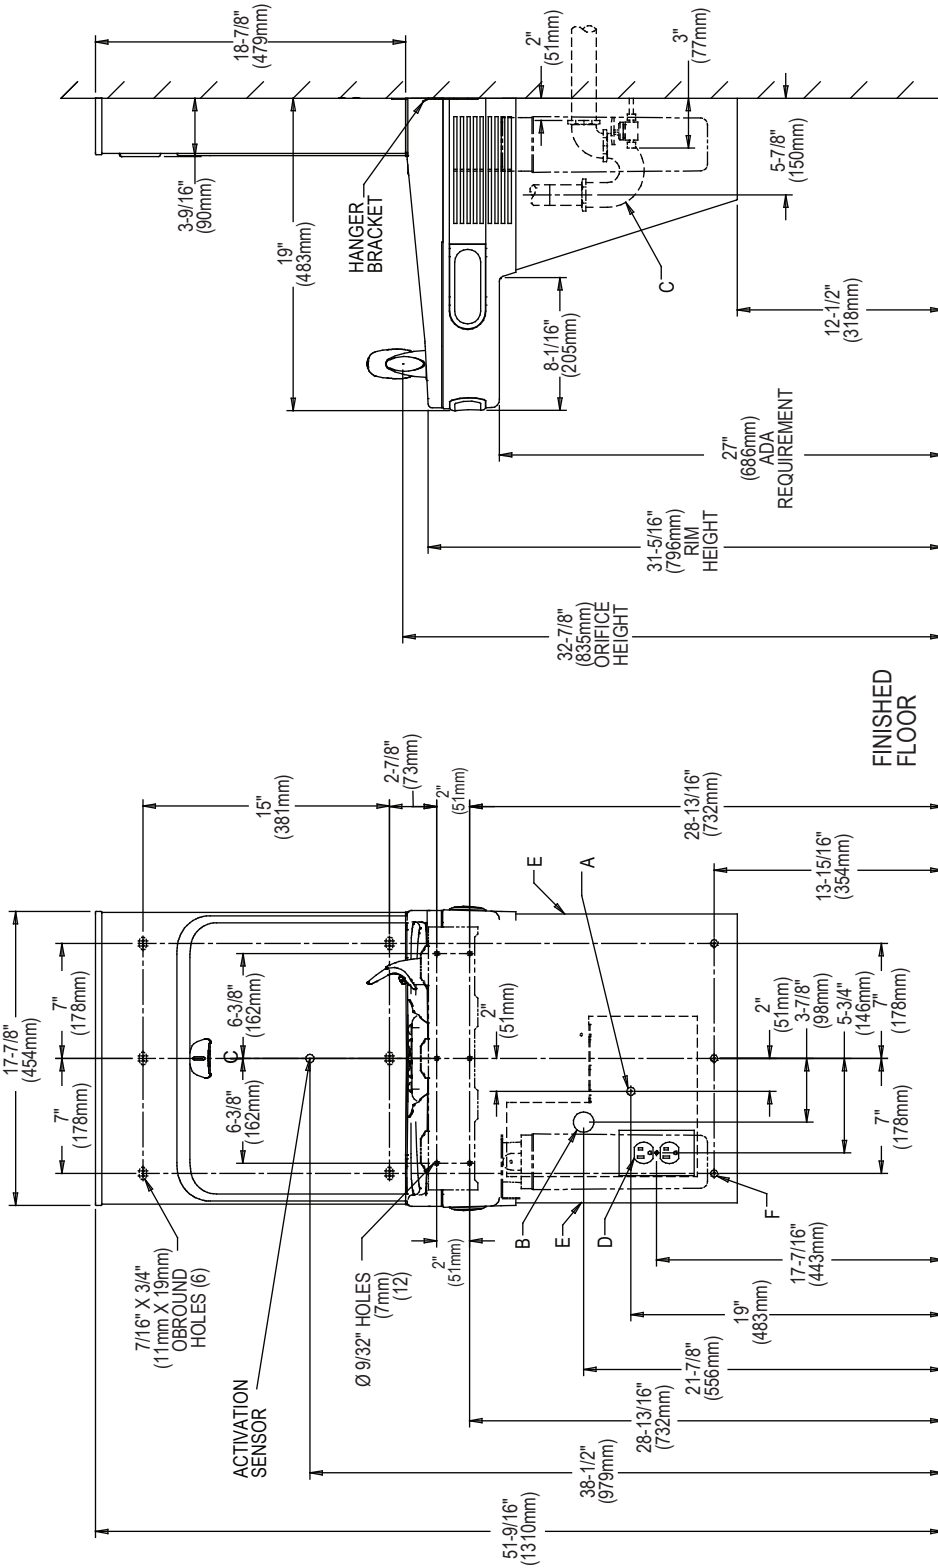 51-9/16"
(1310mm)
38-1/2"
(979mm)
28-13/16"
(732mm)
21-7/8"
(556mm)
19"
(483mm)
17-7/16"
(443mm)
ACTIVATION
SENSOR
7/16" X 3/4"
(11mm X 19mm)
OBROUND
HOLES (6)
Ø 9/32" HOLES
(7mm)
(12)
2"
(51mm)
17-7/8"
(454mm)
7"
(178mm)
7"
(178mm)
6-3/8"
(162mm)
6-3/8"
(162mm)
C
2"
(51mm)
B
E
D
F
E
A
7"
(178mm)
7"
(178mm)
5-3/4"
(146mm)
3-7/8"
(98mm)
2"
(51mm)
15"
(381mm)
2-7/8"
(73mm)
2"
(51mm)
28-13/16"
(732mm)
13-15/16"
(354mm)
FINISHED
FLOOR
32-7/8"
(835mm)
ORIFICE
HEIGHT
31-5/16"
(796mm)
RIM
HEIGHT
27"
(686mm)
ADA
REQUIREMENT
8-1/16"
(205mm)
19"
(483mm)
HANGER
BRACKET
3-9/16"
(90mm)
18-7/8"
(479mm)
2"
(51mm)
3"
(77mm)
5-7/8"
(150mm)
C
12-1/2"
(318mm)